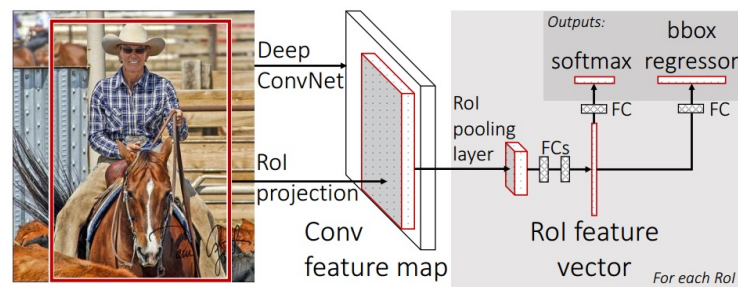 Deep
ConvNet
RoI
projection
Conv
feature map
RoI
pooling
layer
FCs
RoI feature
vector
Outputs:
softmax
bbox
regressor
FC
FC
For each RoI